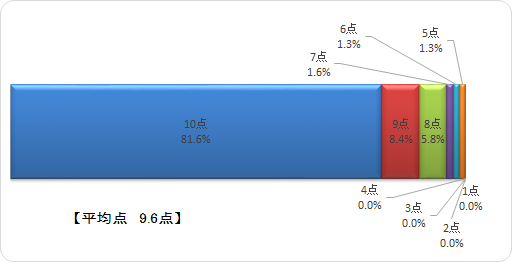 6点
1.3%
5点
1.3%
7点
1.6%
10点
81.6%
9点
8.4%
8点
5.8%
4点
0.0%
3点
0.0%
2点
0.0%
1点
0.0%
【平均点 9.6点】